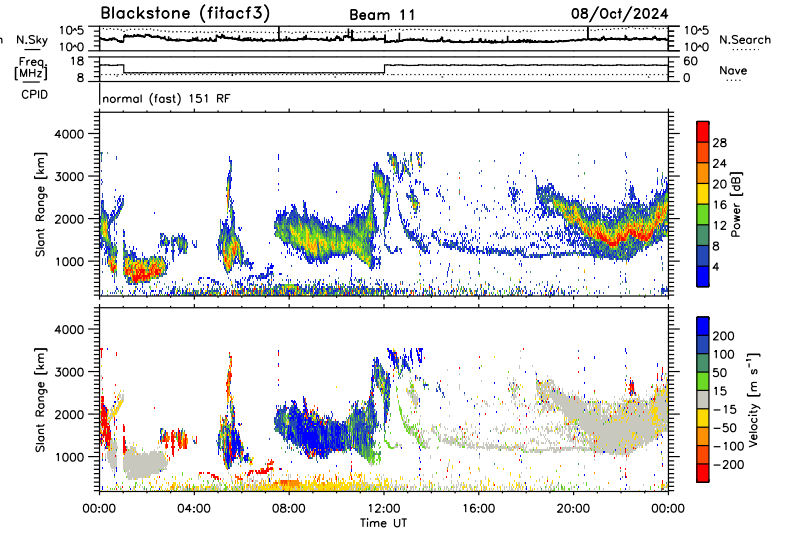 Blackstone (fitacf3) Beam 11 08/Oct/2024
N.Sky 10^5 10^0 10^5 10^0 N.Search
Freq. [MHz] 18 8 60 0 Nave
CPID normal (fast) 151 RF
Slant Range [km] 4000 3000 2000 1000
28 24 20 16 12 8 4 Power [dB]
Slant Range [km] 4000 3000 2000 1000
200 100 50 15 −15 −50 −100 −200 Velocity [m s⁻¹]
00:00 04:00 08:00 12:00 16:00 20:00 00:00
Time UT